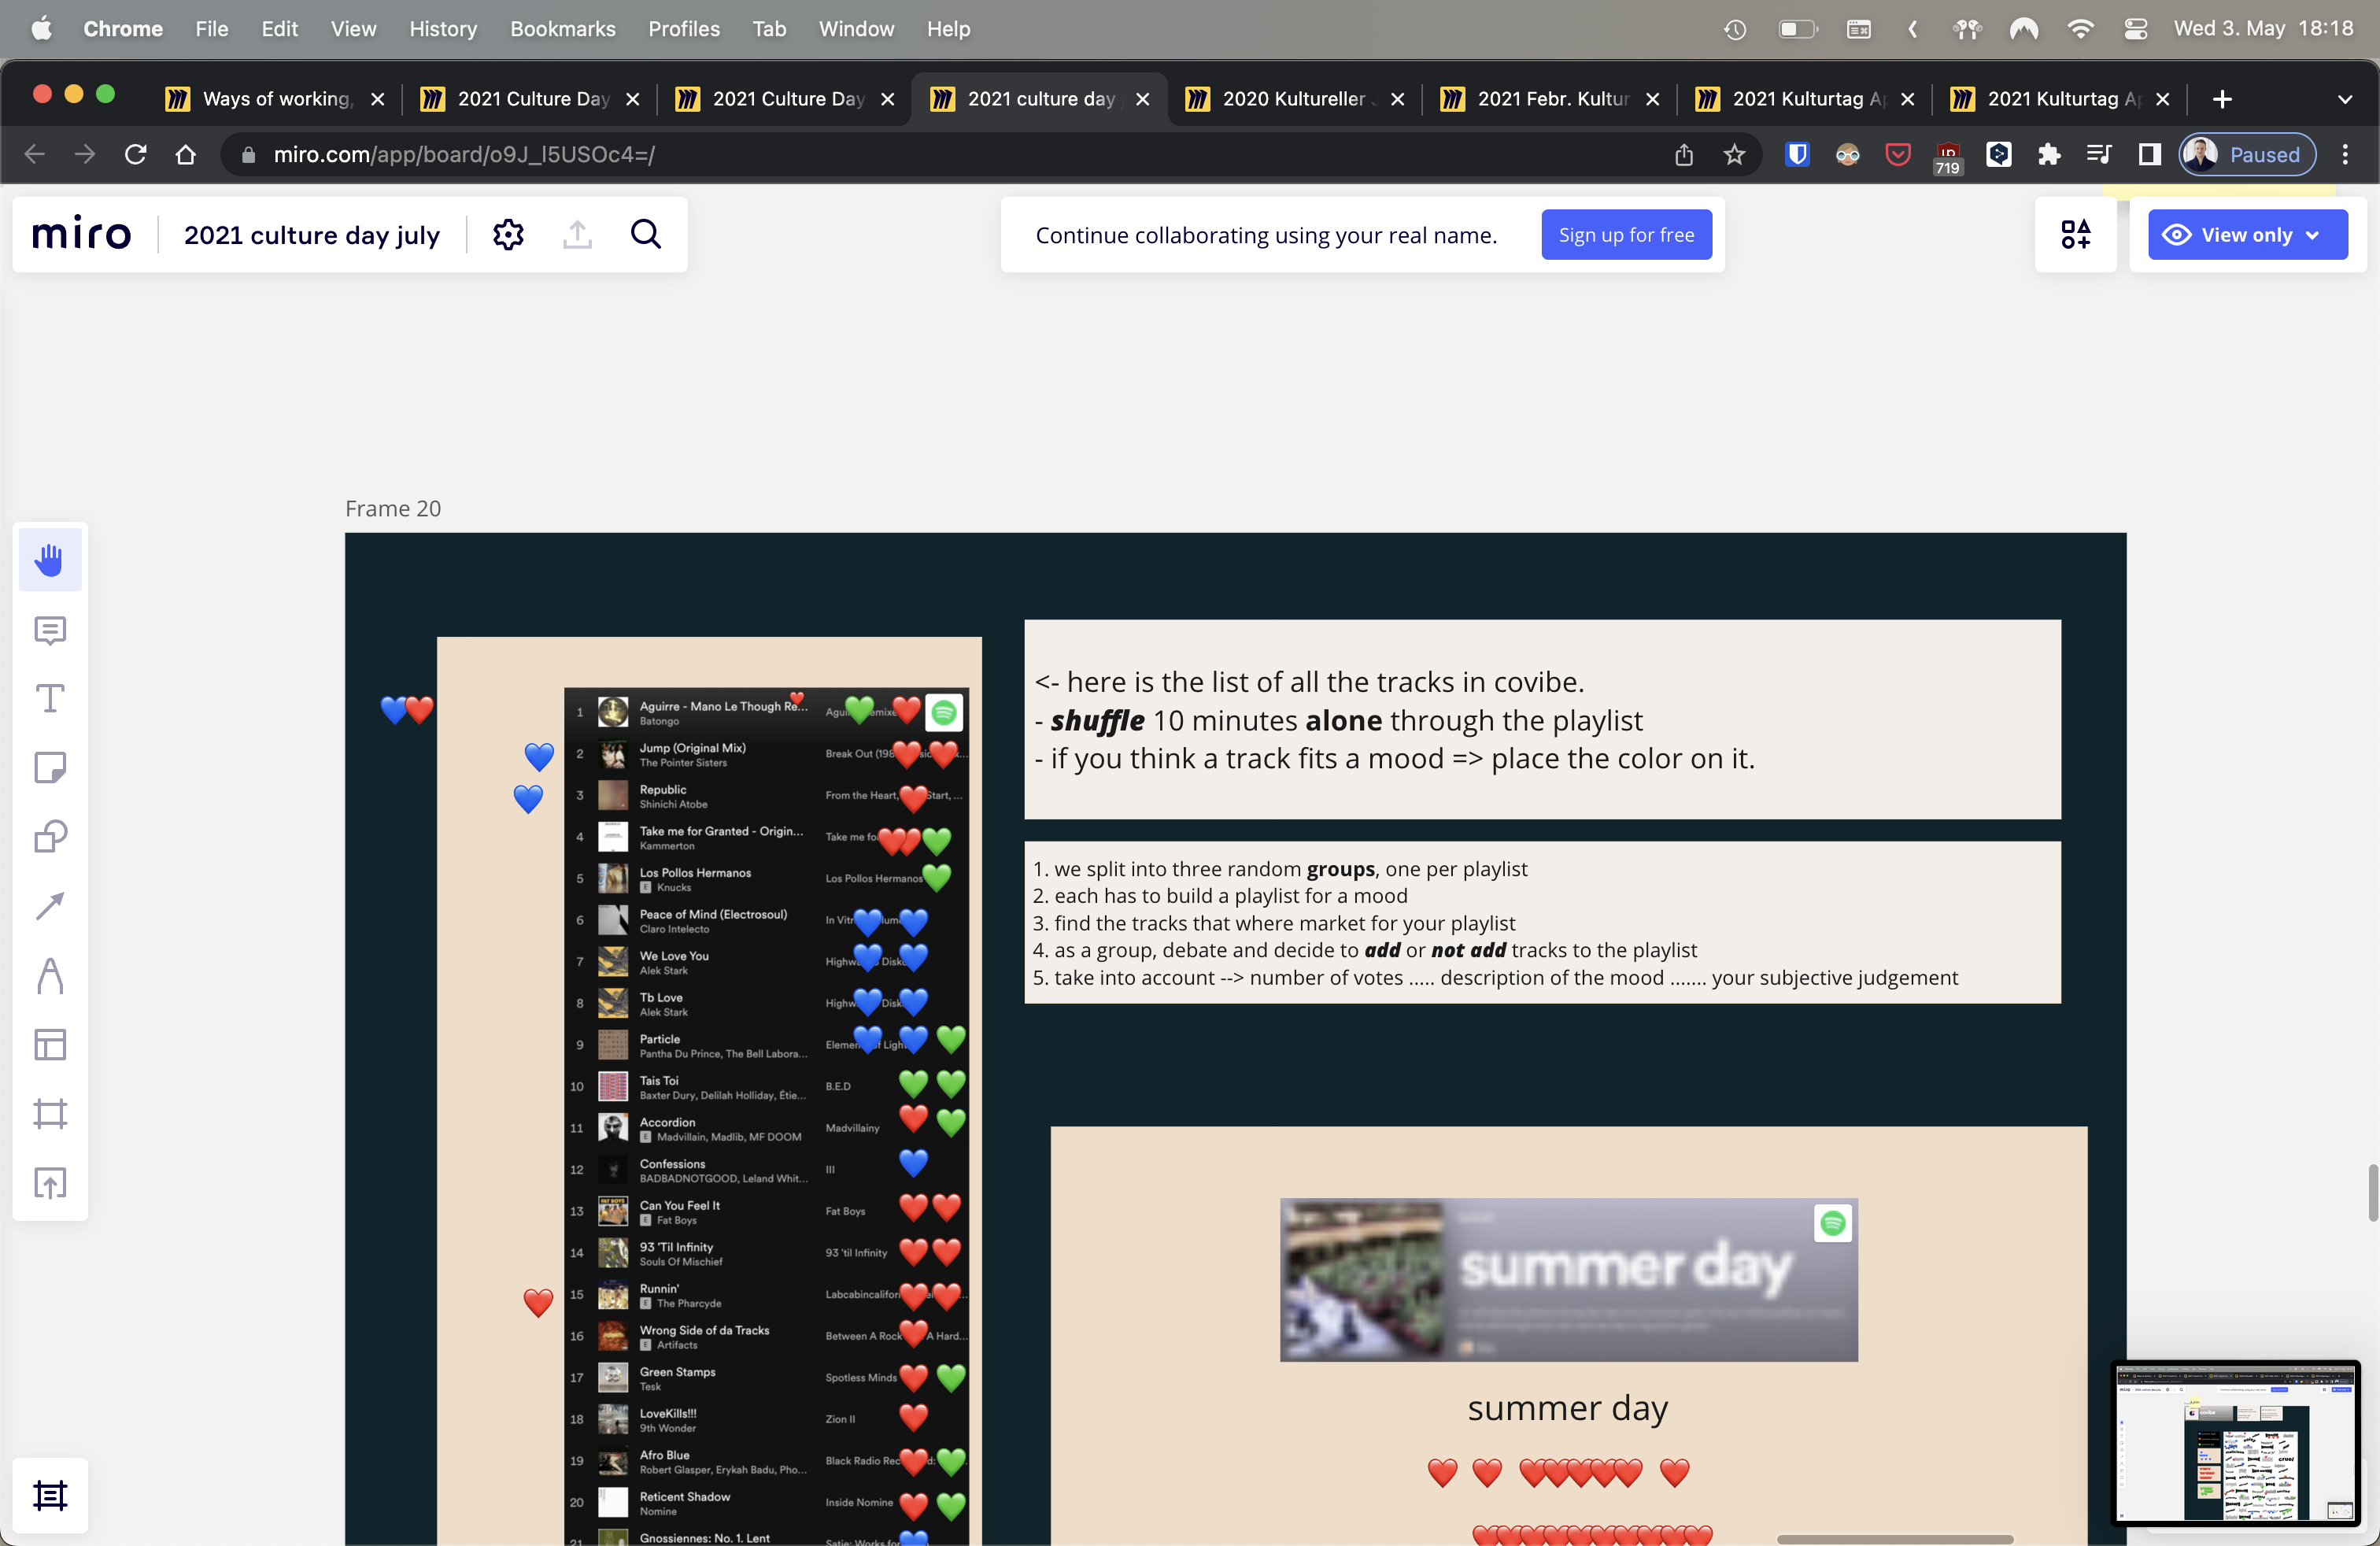 Chrome File Edit View History Bookmarks Profiles Tab Window Help Wed 3. May 18:18
Ways of working, 2021 Culture Day 2021 Culture Day 2021 culture day 2020 Kultureller 2021 Febr. Kultur 2021 Kulturtag Ap 2021 Kulturtag Ap
miro.com/app/board/o9J_l5USOc4=/ 719 Paused
miro 2021 culture day july Continue collaborating using your real name. Sign up for free View only
Frame 20
<- here is the list of all the tracks in covibe.
- shuffle 10 minutes alone through the playlist
- if you think a track fits a mood => place the color on it.
1. we split into three random groups, one per playlist
2. each has to build a playlist for a mood
3. find the tracks that where market for your playlist
4. as a group, debate and decide to add or not add tracks to the playlist
5. take into account --> number of votes ..... description of the mood ....... your subjective judgement
1 Aguirre - Mano Le Though Re...
Batongo
2 Jump (Original Mix) Break Out (198
The Pointer Sisters
3 Republic From the Heart, Start, ...
Shinichi Atobe
4 Take me for Granted - Origin... Take me fo
Kammerton
5 Los Pollos Hermanos Los Pollos Hermanos
E Knucks
6 Peace of Mind (Electrosoul) In Vitr
Claro Intelecto
7 We Love You Highw Disk
Alek Stark
8 Tb Love Highw Disk
Alek Stark
9 Particle Elemen of Ligh
Pantha Du Prince, The Bell Labora...
10 Tais Toi B.E.D
Baxter Dury, Delilah Holliday, Étie...
11 Accordion Madvillainy
E Madvillain, Madlib, MF DOOM
12 Confessions III
BADBADNOTGOOD, Leland Whit...
13 Can You Feel It Fat Boys
E Fat Boys
14 93 'Til Infinity 93 'til Infinity
Souls Of Mischief
15 Runnin' Labcabincalifor
E The Pharcyde
16 Wrong Side of da Tracks Between A Rock A Hard...
E Artifacts
17 Green Stamps Spotless Minds
Tesk
18 LoveKills!!! Zion II
9th Wonder
19 Afro Blue Black Radio Rec
Robert Glasper, Erykah Badu, Pho...
20 Reticent Shadow Inside Nomine
Nomine
21 Gnossiennes: No. 1. Lent Satie: Works for
summer day
summer day